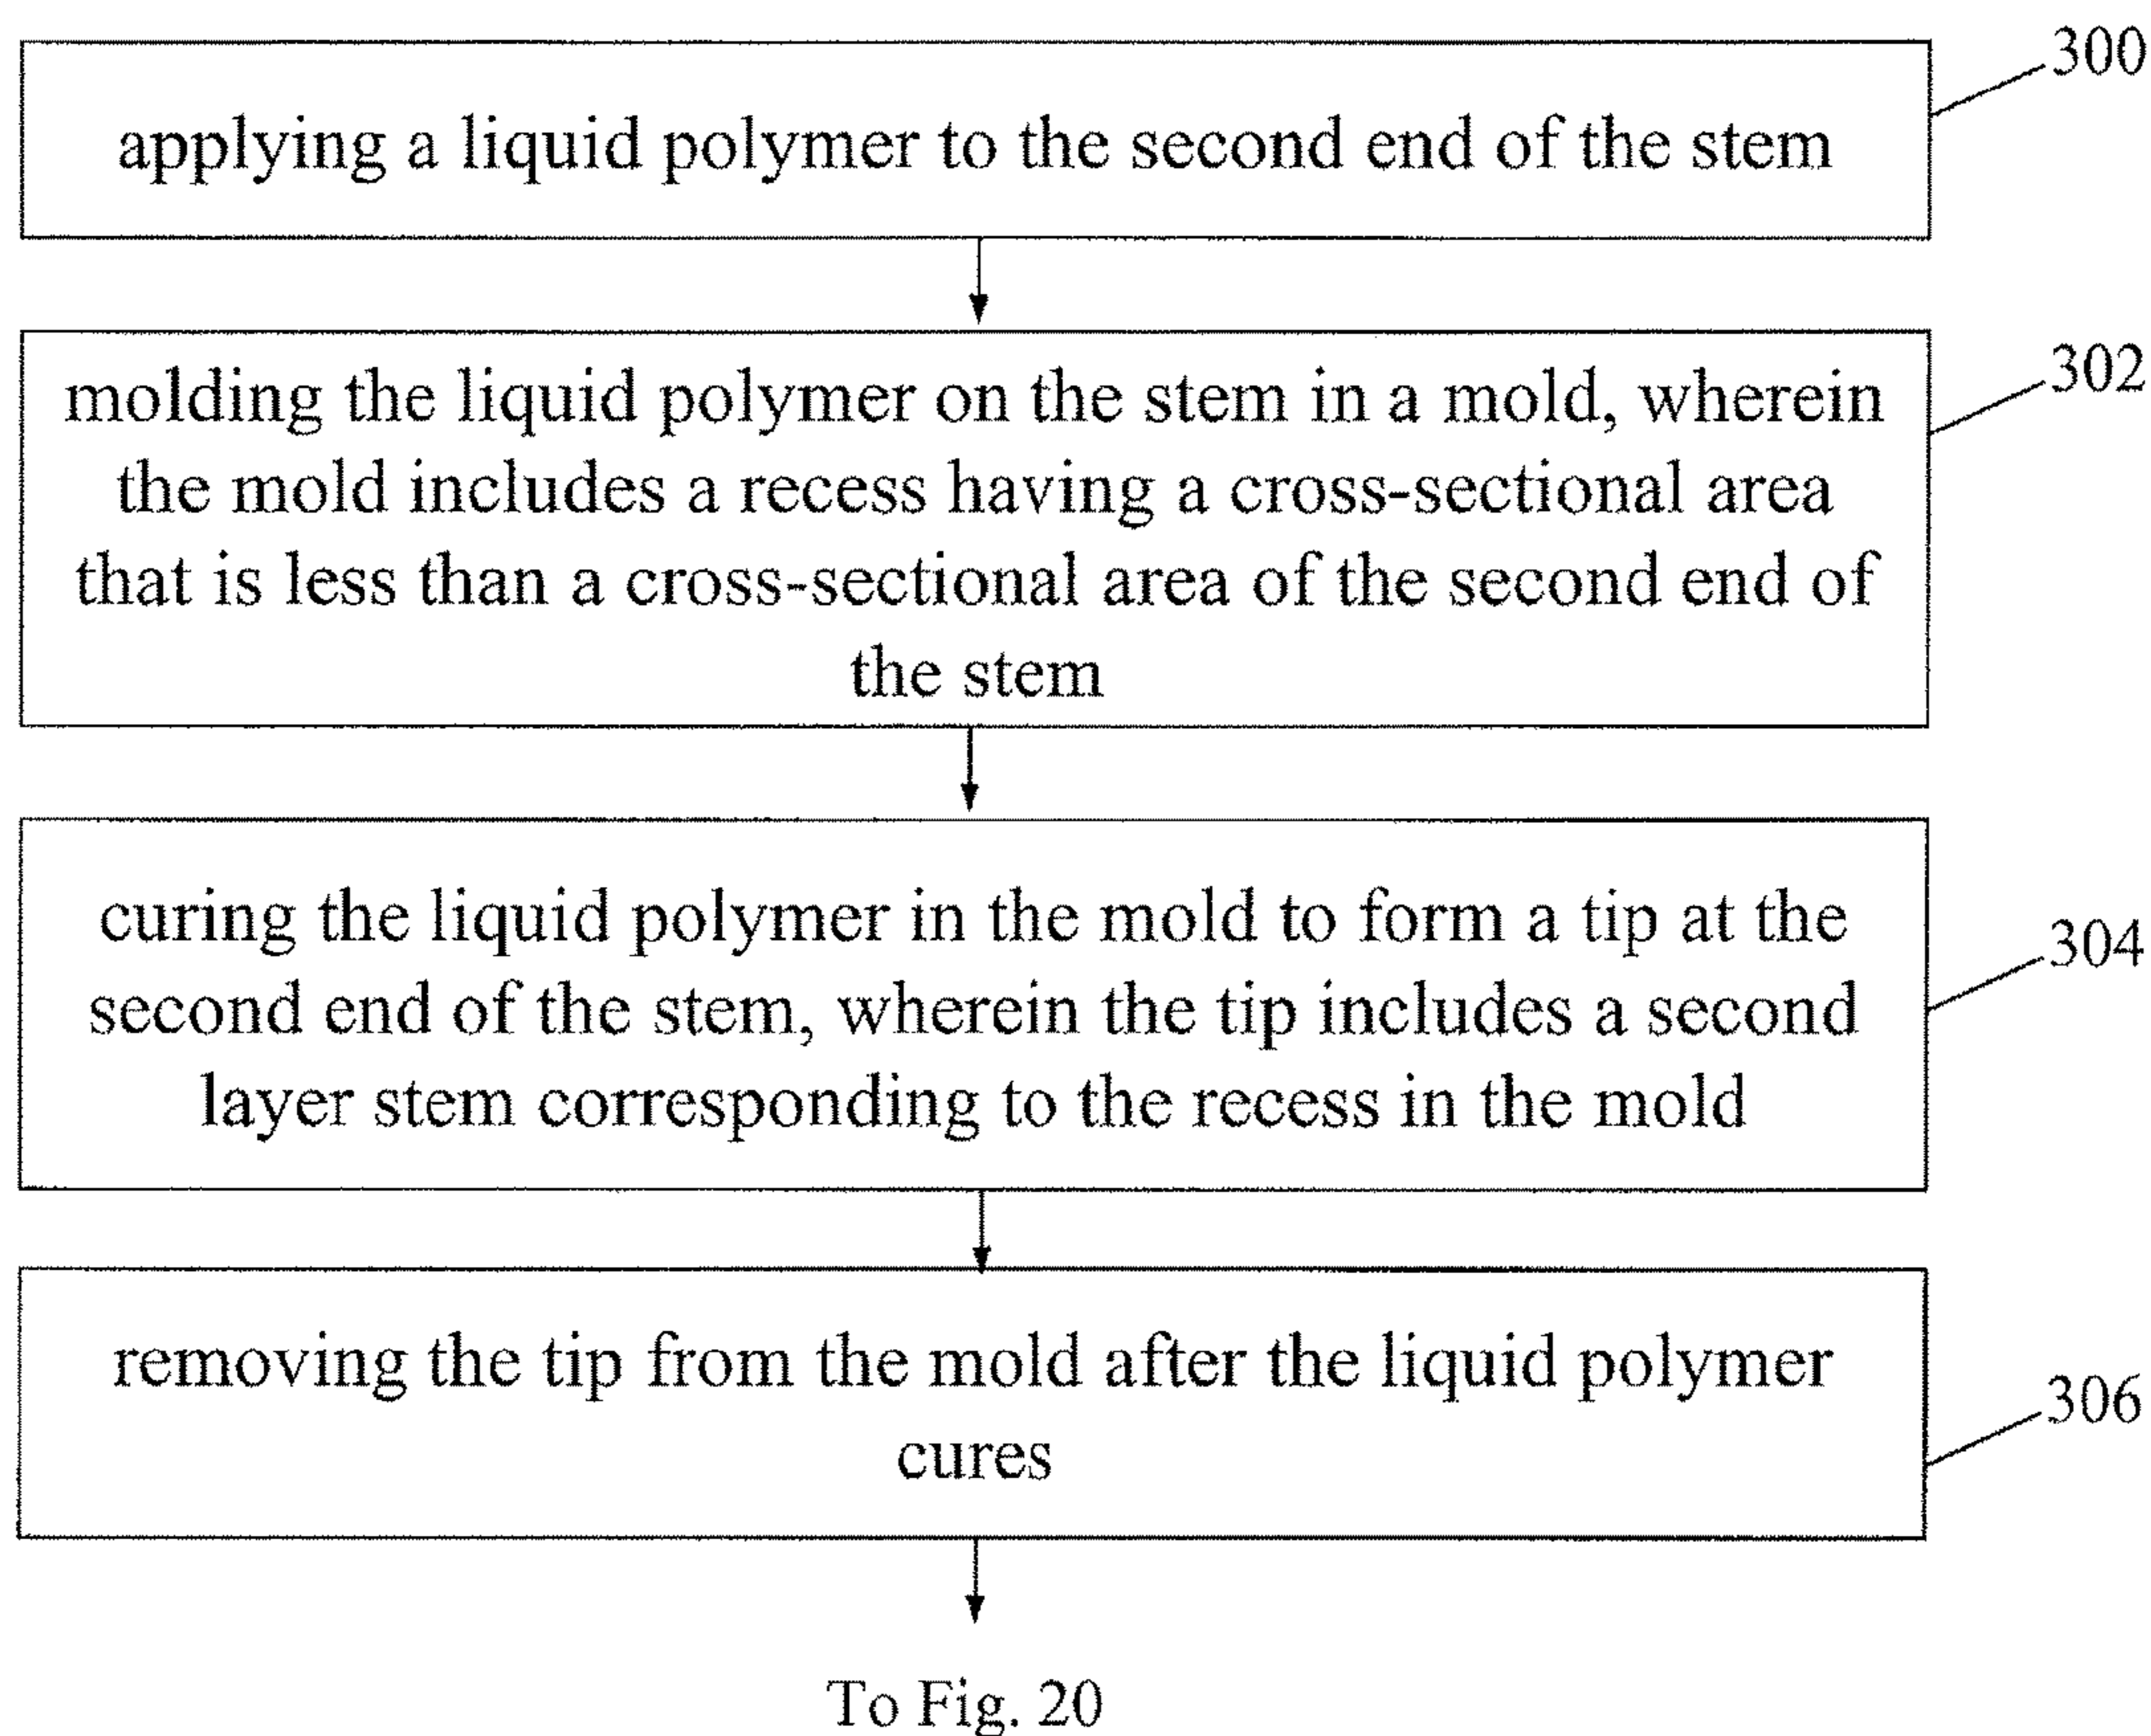 300
applying a liquid polymer to the second end of the stem
302
molding the liquid polymer on the stem in a mold, wherein
the mold includes a recess having a cross-sectional area
that is less than a cross-sectional area of the second end of
the stem
304
curing the liquid polymer in the mold to form a tip at the
second end of the stem, wherein the tip includes a second
layer stem corresponding to the recess in the mold
306
removing the tip from the mold after the liquid polymer
cures
To Fig. 20